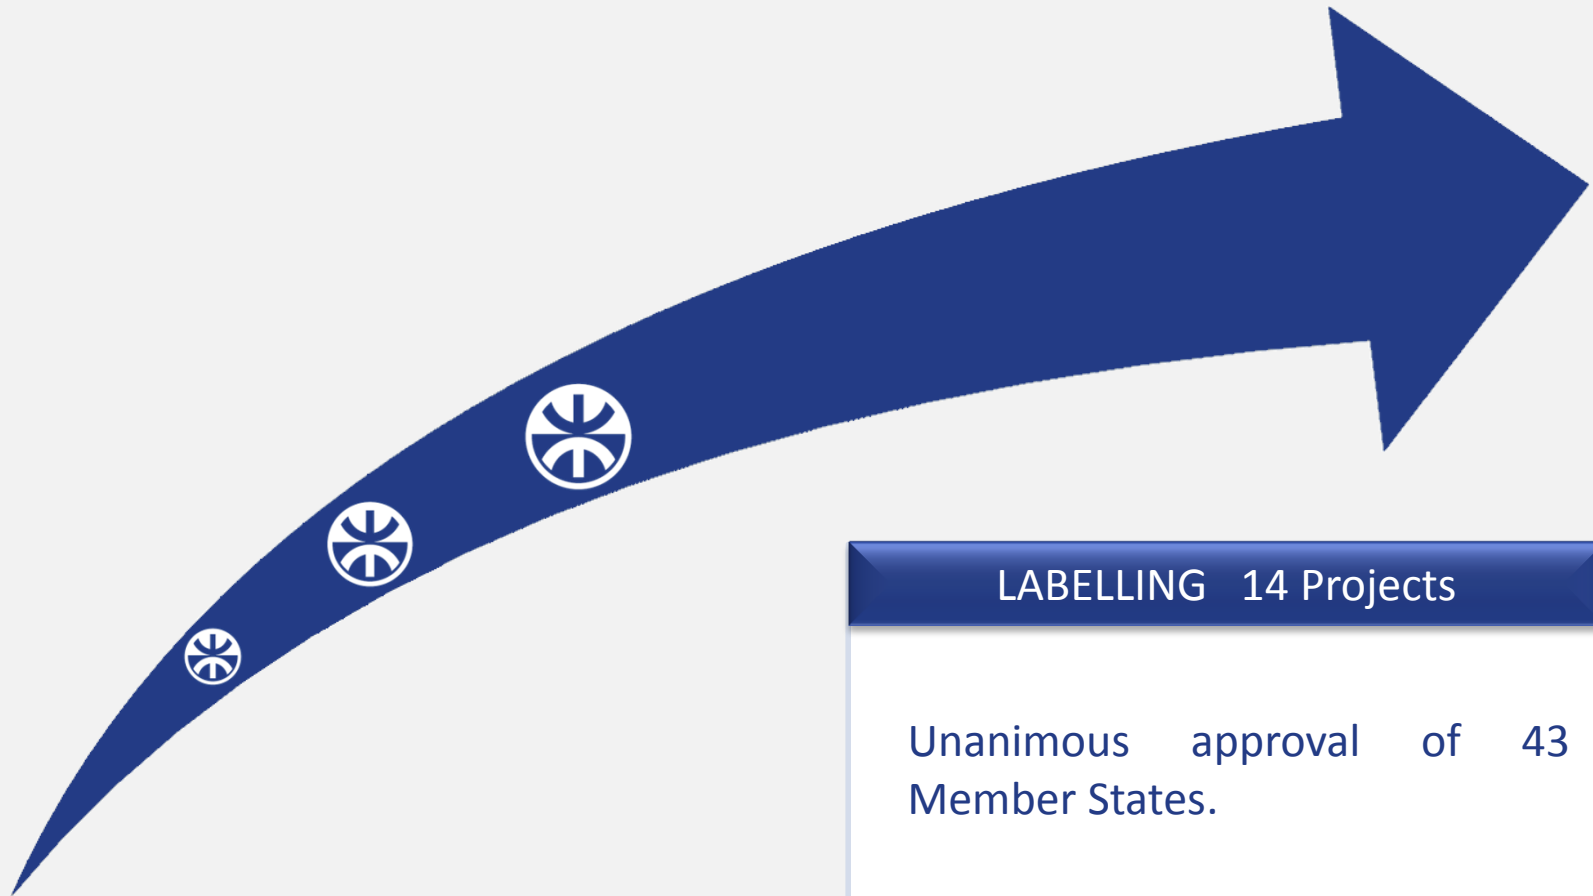 LABELLING 14 Projects
Unanimous approval of 43
Member States.